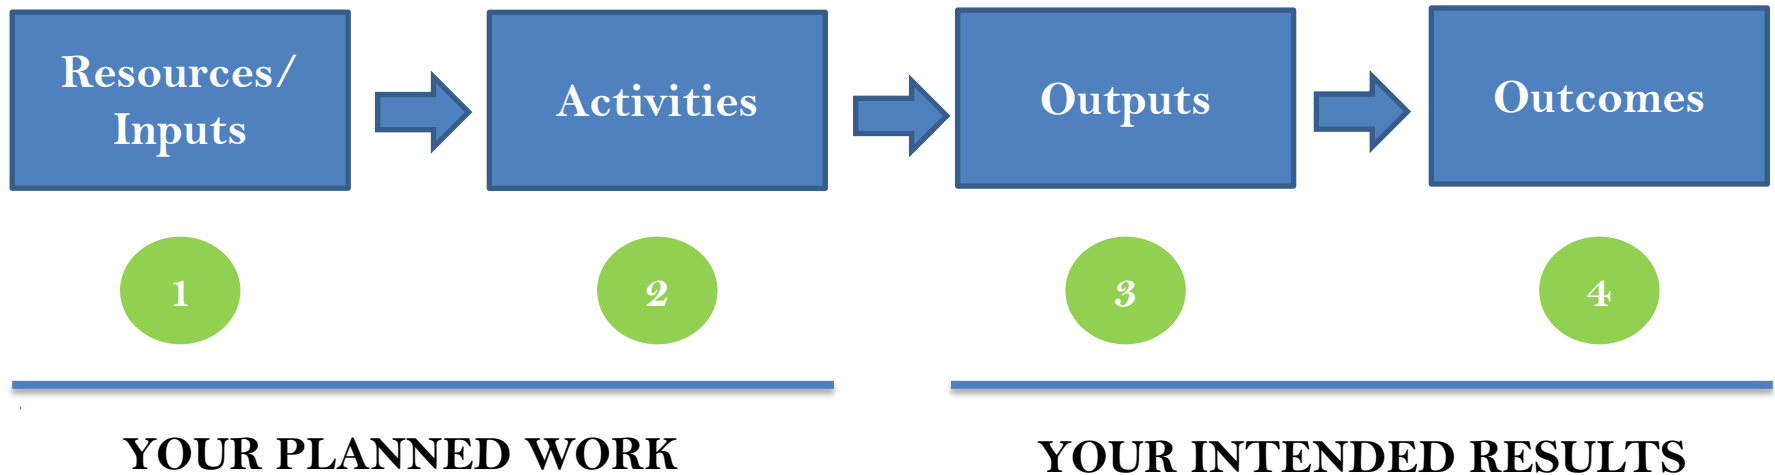 Resources/
Inputs
Activities
Outputs
Outcomes
1
2
3
4
YOUR PLANNED WORK
YOUR INTENDED RESULTS